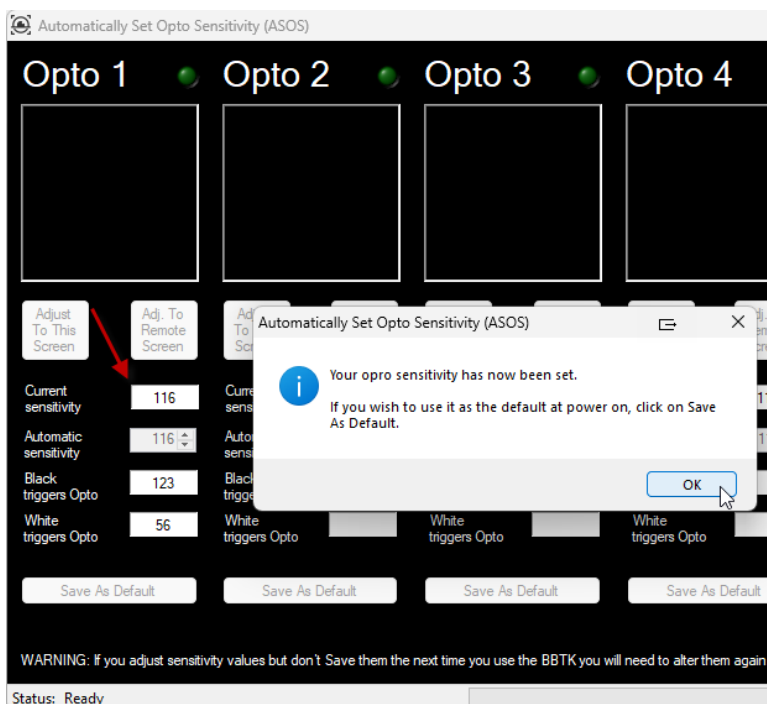 Automatically Set Opto Sensitivity (ASOS)
Opto 1 Opto 2 Opto 3 Opto 4
Adjust To This Screen
Adj. To Remote Screen
Automatically Set Opto Sensitivity (ASOS)
Your opro sensitivity has now been set.
If you wish to use it as the default at power on, click on Save
As Default.
OK
Current sensitivity 116
Automatic sensitivity 116
Black triggers Opto 123
White triggers Opto 56
White triggers Opto
White triggers Opto
White triggers Opto
Save As Default Save As Default Save As Default Save As Default
WARNING: If you adjust sensitivity values but don't Save them the next time you use the BBTK you will need to alter them again
Status: Ready